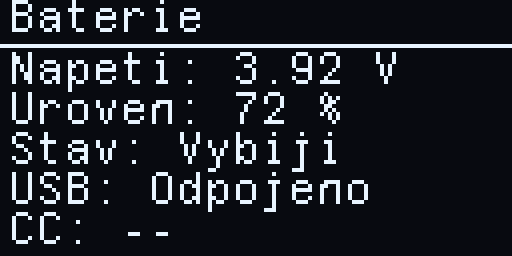 Baterie
Napeti: 3.92 V
Uroven: 72 %
Stav: Vybiji
USB: Odpojeno
CC: --